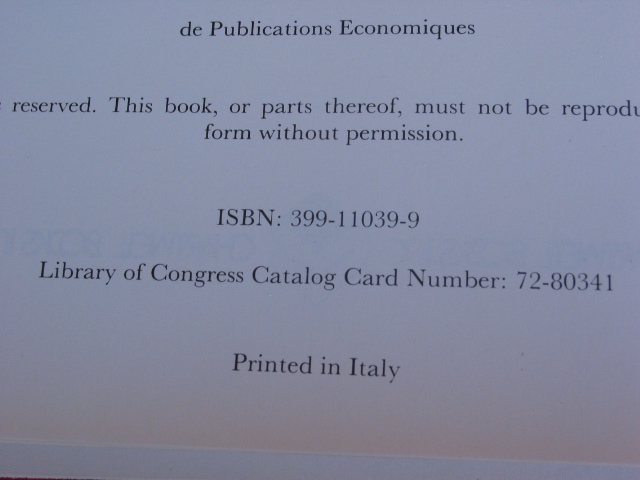 de Publications Economiques
reserved. This book, or parts thereof, must not be reprodu
form without permission.
ISBN: 399-11039-9
Library of Congress Catalog Card Number: 72-80341
Printed in Italy